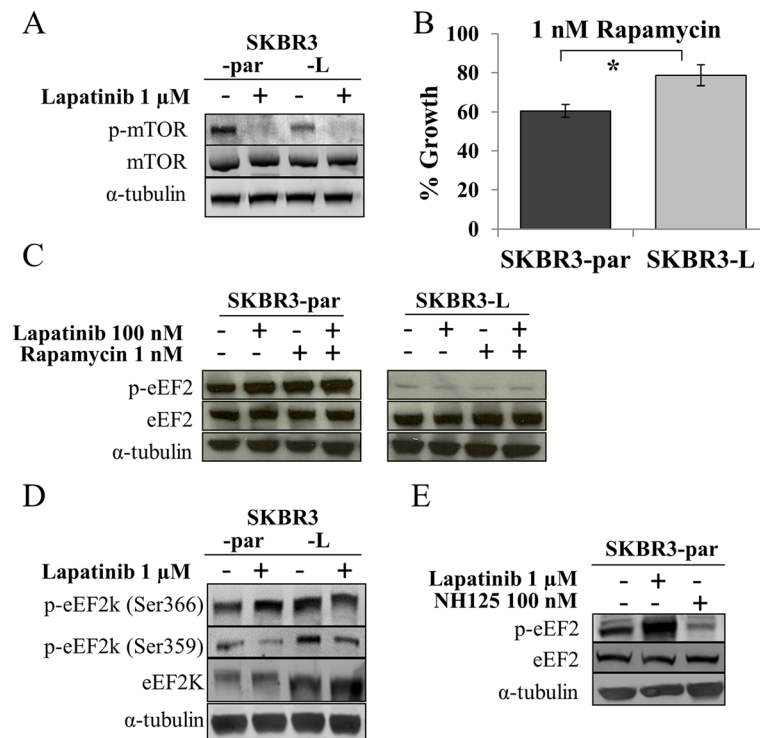 A
SKBR3
-par -L
Lapatinib 1 µM - + - +
p-mTOR
mTOR
α-tubulin
B
1 nM Rapamycin
*
% Growth
100
80
60
40
20
0
SKBR3-par SKBR3-L
C
SKBR3-par SKBR3-L
Lapatinib 100 nM - + - + - + - +
Rapamycin 1 nM - - + + - - + +
p-eEF2
eEF2
α-tubulin
D
SKBR3
-par -L
Lapatinib 1 µM - + - +
p-eEF2k (Ser366)
p-eEF2k (Ser359)
eEF2K
α-tubulin
E
SKBR3-par
Lapatinib 1 µM - + -
NH125 100 nM - - +
p-eEF2
eEF2
α-tubulin